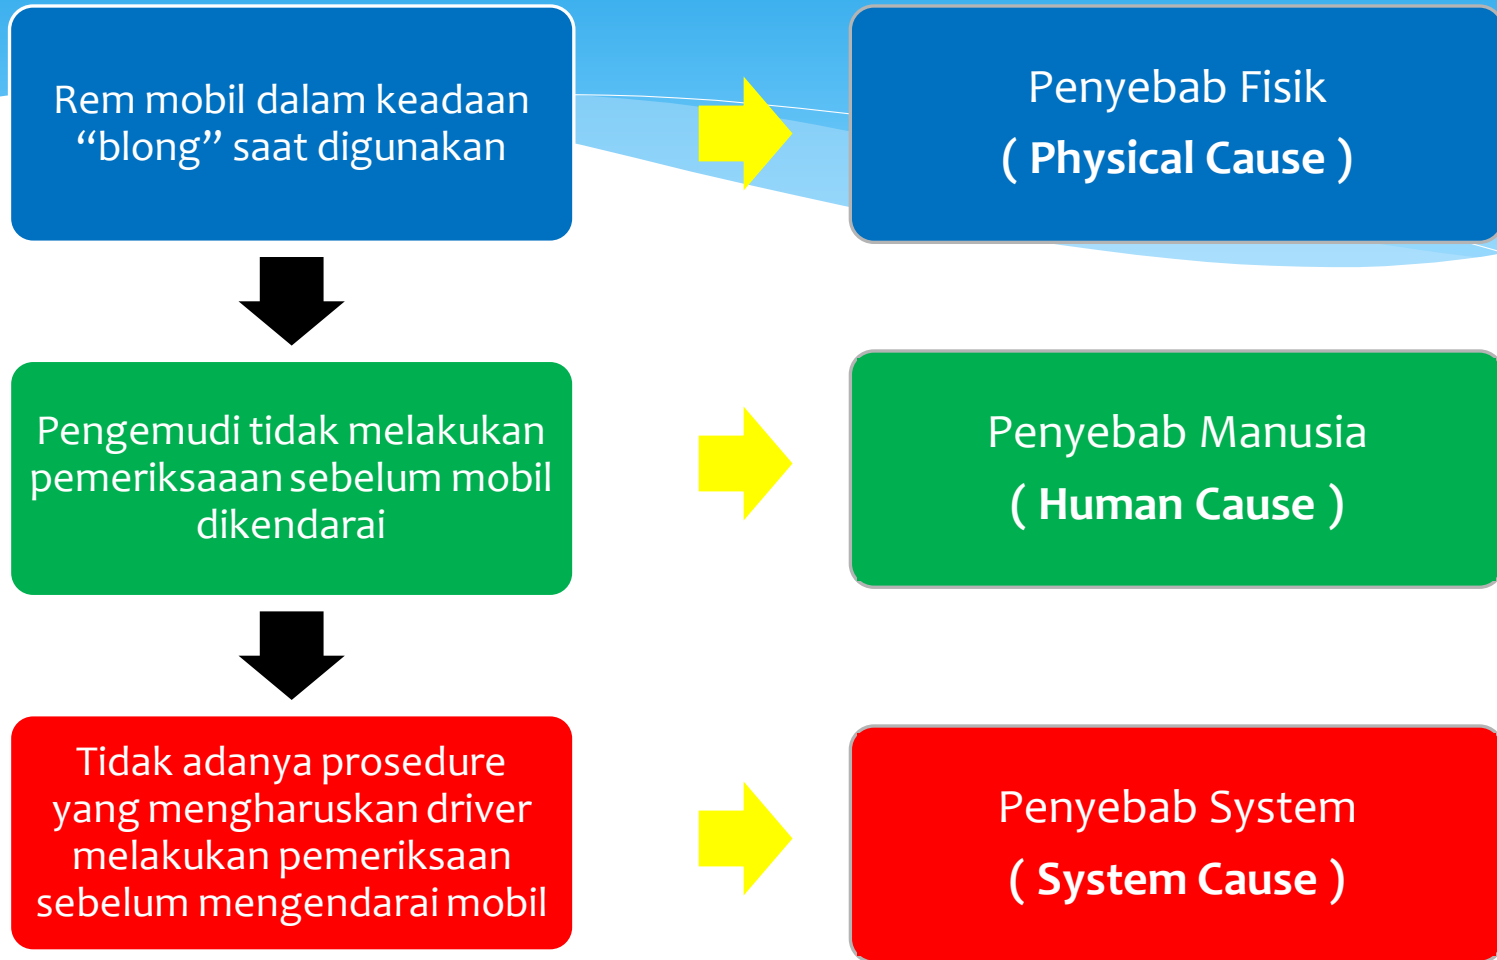 Rem mobil dalam keadaan
“blong” saat digunakan
Penyebab Fisik
( Physical Cause )
Pengemudi tidak melakukan
pemeriksaaan sebelum mobil
dikendarai
Penyebab Manusia
( Human Cause )
Tidak adanya prosedure
yang mengharuskan driver
melakukan pemeriksaan
sebelum mengendarai mobil
Penyebab System
( System Cause )